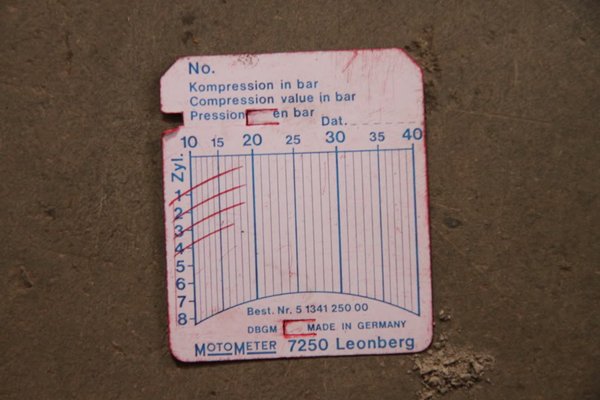 No.
Kompression in bar
Compression value in bar
Pression en bar
Dat.
10 15 20 25 30 35 40
Zyl.
1
2
3
4
5
6
7
8
Best. Nr. 5 1341 250 00
DBGM MADE IN GERMANY
MOTOMETER 7250 Leonberg